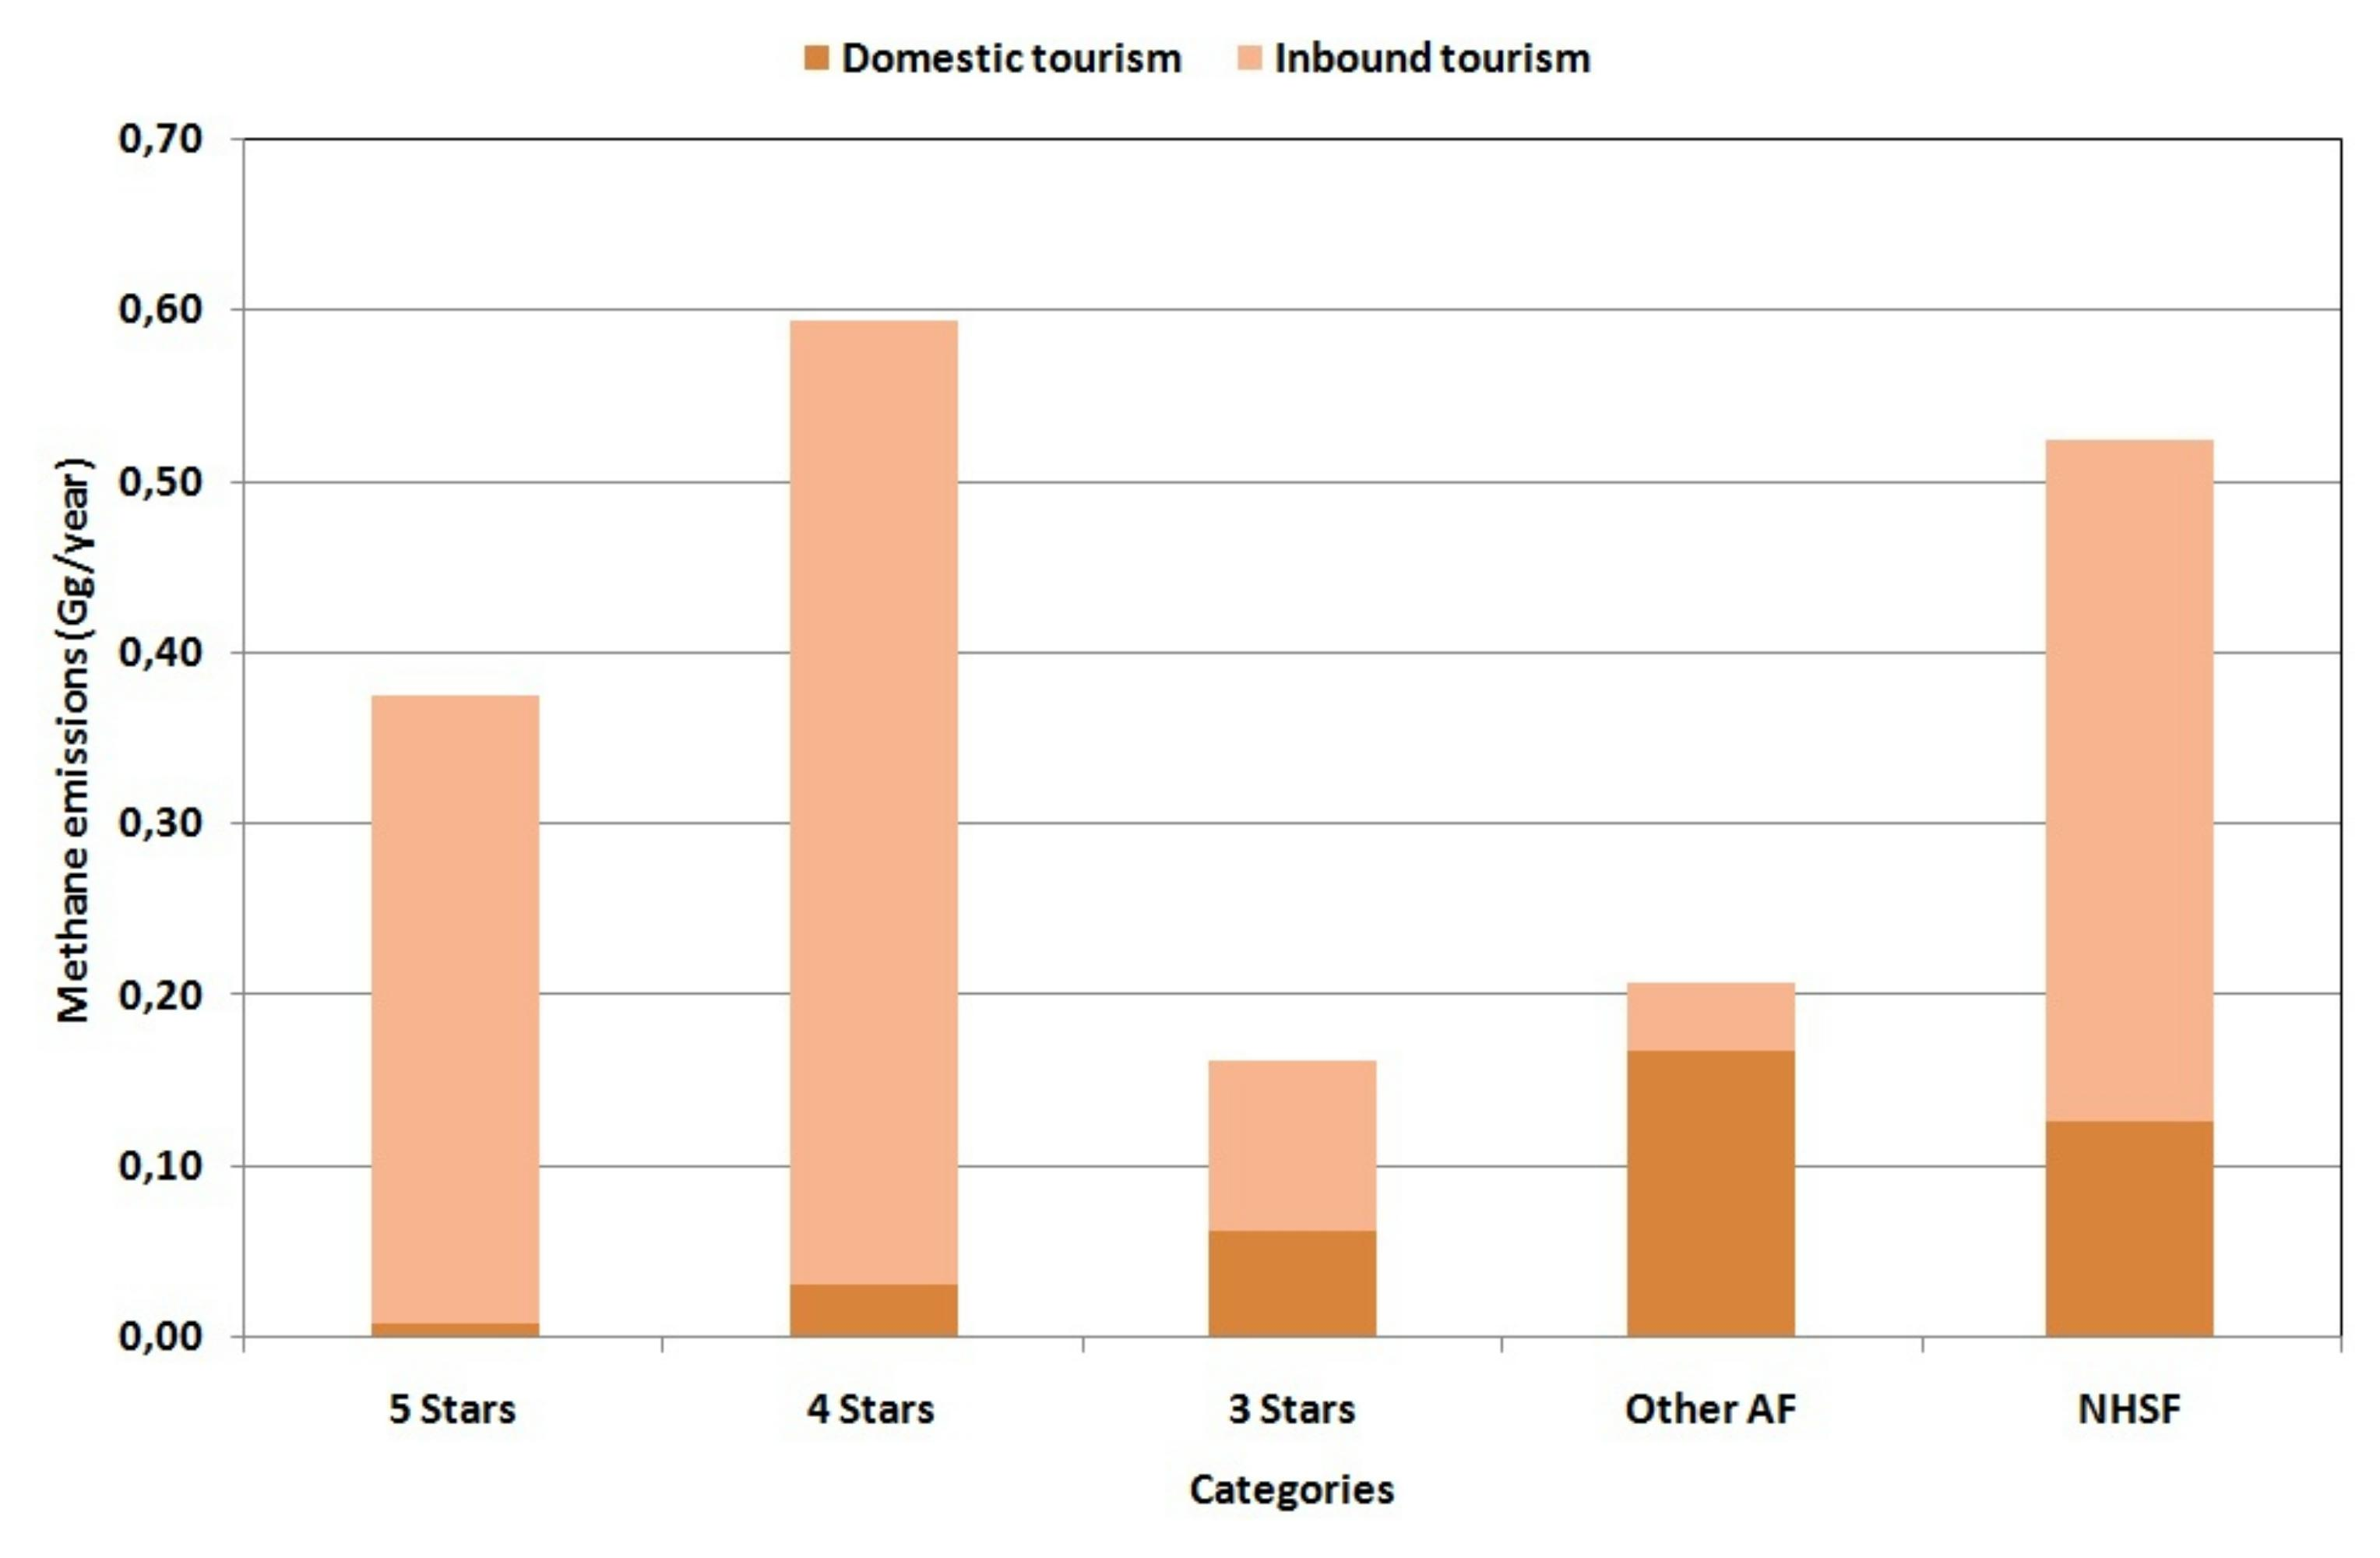 Domestic tourism Inbound tourism
0,70
0,60
0,50
0,40
0,30
0,20
0,10
0,00
Methane emissions (Gg/year)
5 Stars 4 Stars 3 Stars Other AF NHSF
Categories